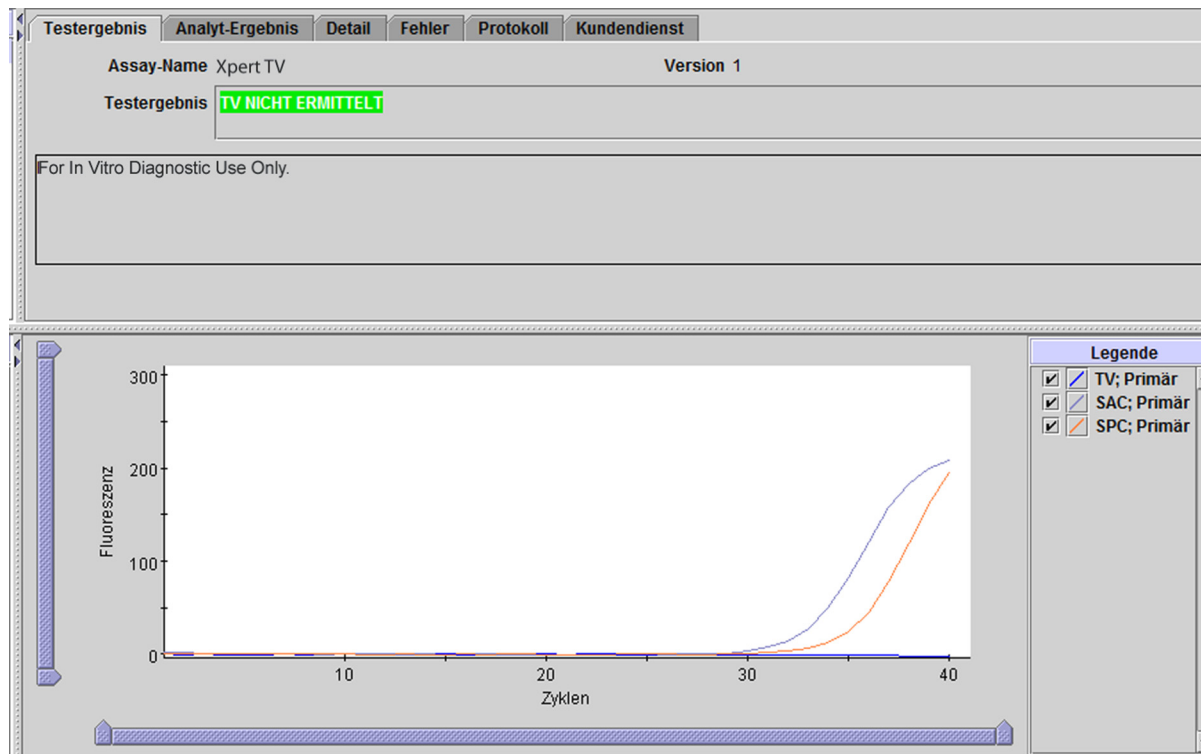 Testergebnis Analyt-Ergebnis Detail Fehler Protokoll Kundendienst
Assay-Name Xpert TV Version 1
Testergebnis TV NICHT ERMITTELT
For In Vitro Diagnostic Use Only.
Legende
TV; Primär
SAC; Primär
SPC; Primär
300
200
100
0
Fluoreszenz
10 20 30 40
Zyklen